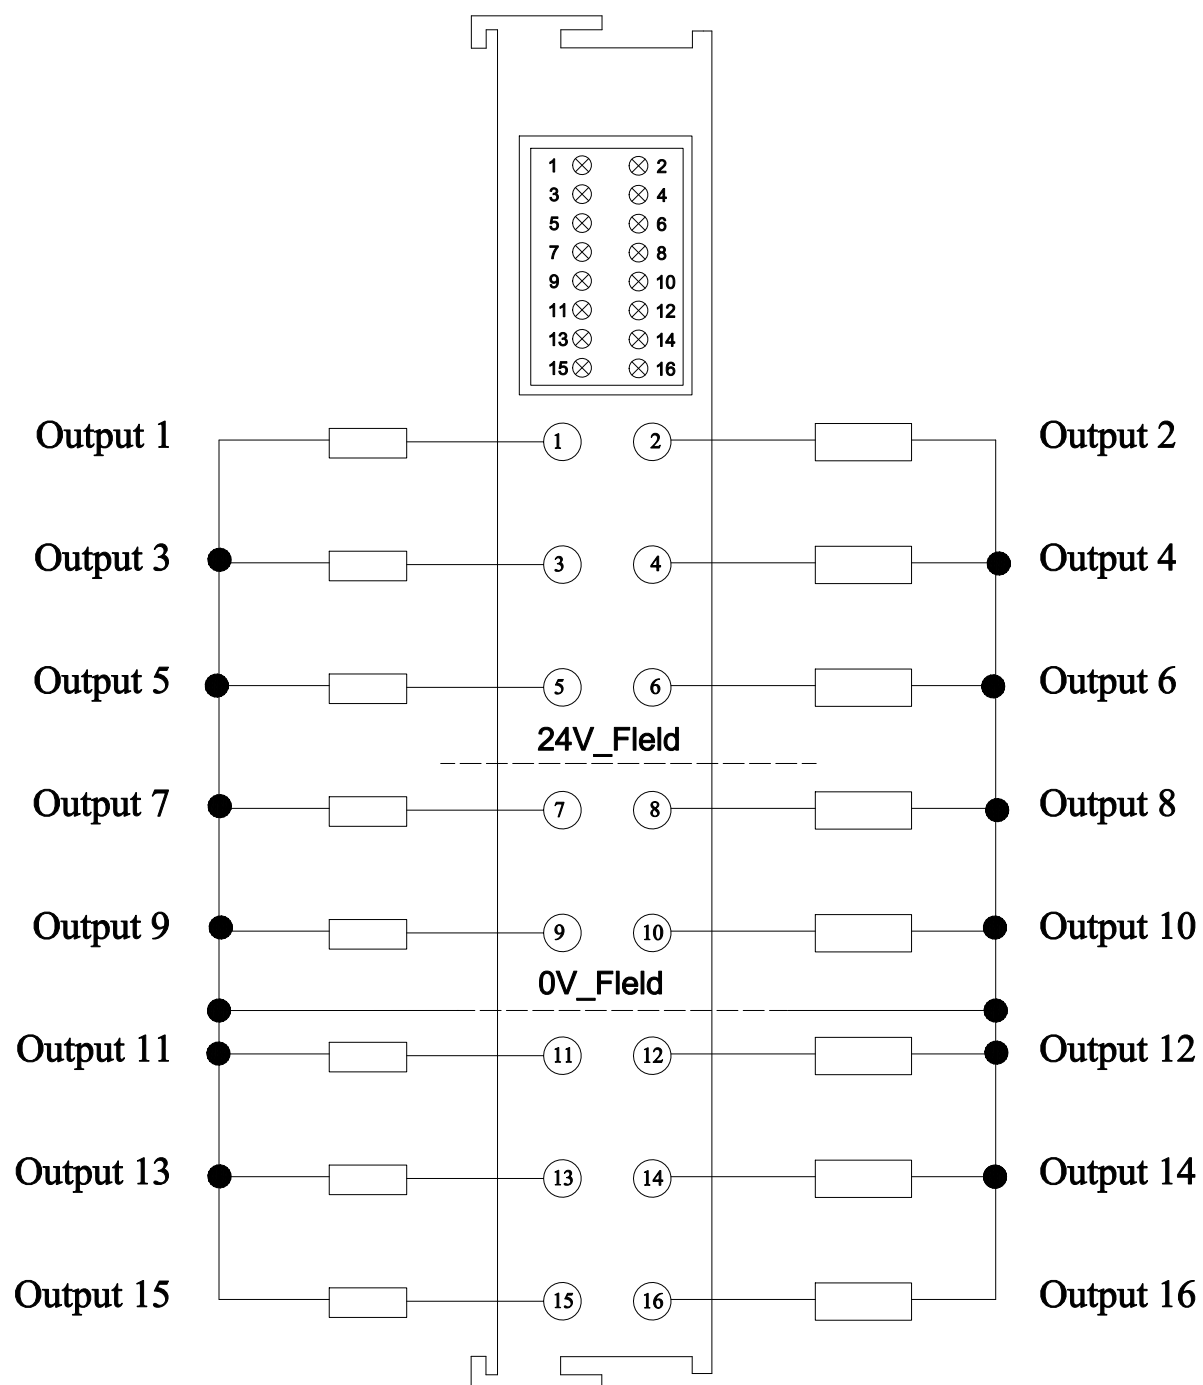 1 2
3 4
5 6
7 8
9 10
11 12
13 14
15 16
Output 1 1 2 Output 2
Output 3 3 4 Output 4
Output 5 5 6 Output 6
24V_FIeld
Output 7 7 8 Output 8
Output 9 9 10 Output 10
0V_FIeld
Output 11 11 12 Output 12
Output 13 13 14 Output 14
Output 15 15 16 Output 16